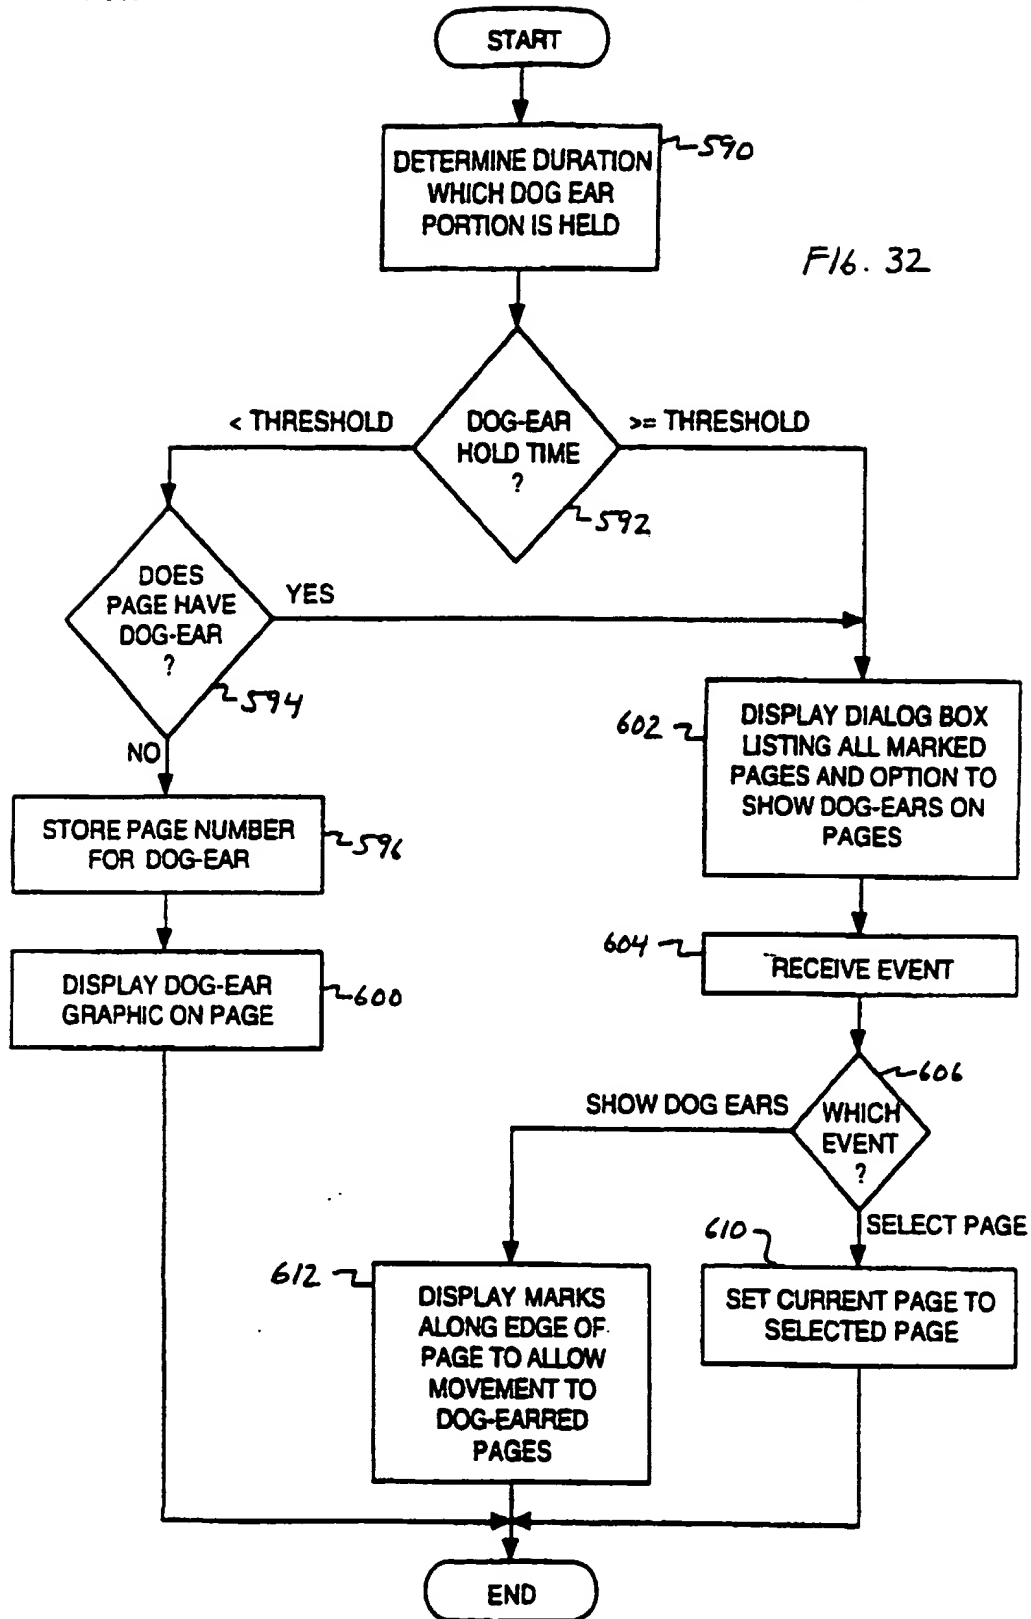 START
DETERMINE DURATION
WHICH DOG EAR
PORTION IS HELD
590
FIG. 32
< THRESHOLD
DOG-EAR
HOLD TIME
?
>= THRESHOLD
592
DOES
PAGE HAVE
DOG-EAR
?
YES
594
NO
602
DISPLAY DIALOG BOX
LISTING ALL MARKED
PAGES AND OPTION TO
SHOW DOG-EARS ON
PAGES
STORE PAGE NUMBER
FOR DOG-EAR
596
604
RECEIVE EVENT
DISPLAY DOG-EAR
GRAPHIC ON PAGE
600
606
SHOW DOG EARS
WHICH
EVENT
?
SELECT PAGE
610
612
DISPLAY MARKS
ALONG EDGE OF
PAGE TO ALLOW
MOVEMENT TO
DOG-EARRED
PAGES
SET CURRENT PAGE TO
SELECTED PAGE
END